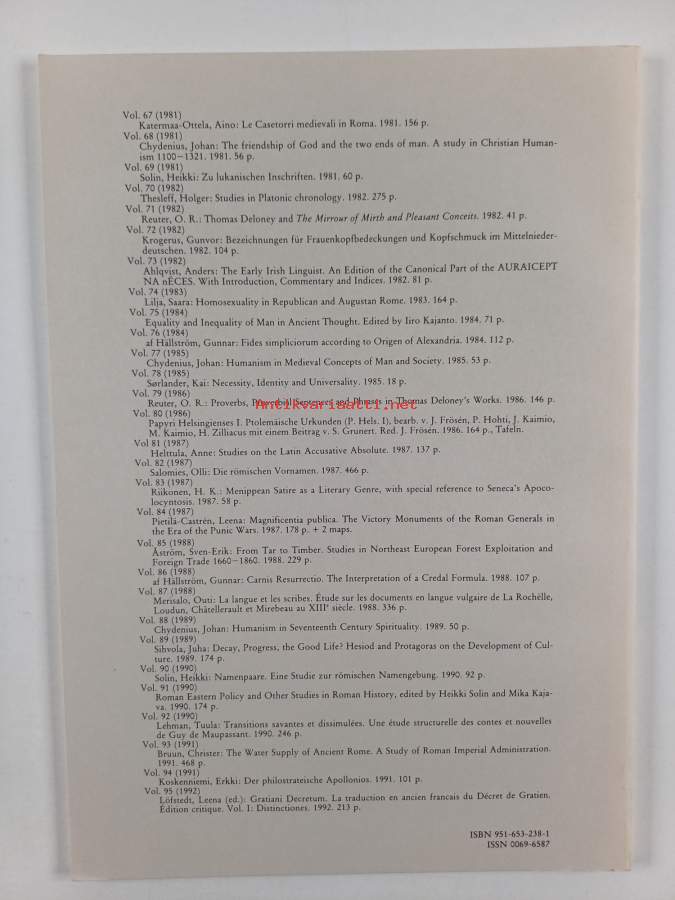 Vol. 67 (1981)
Katermaa-Ottela, Aino: Le Casetorri medievali in Roma. 1981. 156 p.
Vol. 68 (1981)
Chydenius, Johan: The friendship of God and the two ends of man. A study in Christian Human-
ism 1100−1321. 1981. 56 p.
Vol. 69 (1981)
Solin, Heikki: Zu lukanischen Inschriften. 1981. 60 p.
Vol. 70 (1982)
Thesleff, Holger: Studies in Platonic chronology. 1982. 275 p.
Vol. 71 (1982)
Reuter, O. R.: Thomas Deloney and The Mirrour of Mirth and Pleasant Conceits. 1982. 41 p.
Vol. 72 (1982)
Krogerus, Gunvor: Bezeichnungen für Frauenkopfbedeckungen und Kopfschmuck im Mittelnieder-
deutschen. 1982. 104 p.
Vol. 73 (1982)
Ahlqvist, Anders: The Early Irish Linguist. An Edition of the Canonical Part of the AURAICEPT
NA nÉCES. With Introduction, Commentary and Indices. 1982. 81 p.
Vol. 74 (1983)
Lilja, Saara: Homosexuality in Republican and Augustan Rome. 1983. 164 p.
Vol. 75 (1984)
Equality and Inequality of Man in Ancient Thought. Edited by Iiro Kajanto. 1984. 71 p.
Vol. 76 (1984)
af Hällström, Gunnar: Fides simpliciorum according to Origen of Alexandria. 1984. 112 p.
Vol. 77 (1985)
Chydenius, Johan: Humanism in Medieval Concepts of Man and Society. 1985. 53 p.
Vol. 78 (1985)
Sørlander, Kai: Necessity, Identity and Universality. 1985. 18 p.
Vol. 79 (1986)
Reuter, O. R.: Proverbs, Proverbial Sentences and Phrases in Thomas Deloney's Works. 1986. 146 p.
Antikvariaatti.net
Vol. 80 (1986)
Papyri Helsingienses I. Ptolemäische Urkunden (P. Hels. I), bearb. v. J. Frösén, P. Hohti, J. Kaimio,
M. Kaimio, H. Zilliacus mit einem Beitrag v. S. Grunert. Red. J. Frösén. 1986. 164 p., Tafeln.
Vol 81 (1987)
Helttula, Anne: Studies on the Latin Accusative Absolute. 1987. 137 p.
Vol. 82 (1987)
Salomies, Olli: Die römischen Vornamen. 1987. 466 p.
Vol. 83 (1987)
Riikonen, H. K.: Menippean Satire as a Literary Genre, with special reference to Seneca's Apoco-
locyntosis. 1987. 58 p.
Vol. 84 (1987)
Pietilä-Castrén, Leena: Magnificentia publica. The Victory Monuments of the Roman Generals in
the Era of the Punic Wars. 1987. 178 p. + 2 maps.
Vol. 85 (1988)
Åström, Sven-Erik: From Tar to Timber. Studies in Northeast European Forest Exploitation and
Foreign Trade 1660−1860. 1988. 229 p.
Vol. 86 (1988)
af Hällström, Gunnar: Carnis Resurrectio. The Interpretation of a Credal Formula. 1988. 107 p.
Vol. 87 (1988)
Merisalo, Outi: La langue et les scribes. Étude sur les documents en langue vulgaire de La Rochelle,
Loudun, Châtellerault et Mirebeau au XIIIᵉ siècle. 1988. 336 p.
Vol. 88 (1989)
Chydenius, Johan: Humanism in Seventeenth Century Spirituality. 1989. 50 p.
Vol. 89 (1989)
Sihvola, Juha: Decay, Progress, the Good Life? Hesiod and Protagoras on the Development of Cul-
ture. 1989. 174 p.
Vol. 90 (1990)
Solin, Heikki: Namenpaare. Eine Studie zur römischen Namengebung. 1990. 92 p.
Vol. 91 (1990)
Roman Eastern Policy and Other Studies in Roman History, edited by Heikki Solin and Mika Kaja-
va. 1990. 174 p.
Vol. 92 (1990)
Lehman, Tuula: Transitions savantes et dissimulées. Une étude structurelle des contes et nouvelles
de Guy de Maupassant. 1990. 246 p.
Vol. 93 (1991)
Bruun, Christer: The Water Supply of Ancient Rome. A Study of Roman Imperial Administration.
1991. 468 p.
Vol. 94 (1991)
Koskenniemi, Erkki: Der philostrateische Apollonios. 1991. 101 p.
Vol. 95 (1992)
Löfstedt, Leena (ed.): Gratiani Decretum. La traduction en ancien francais du Décret de Gratien.
Édition critique. Vol. I: Distinctiones. 1992. 213 p.
ISBN 951-653-238-1
ISSN 0069-6587